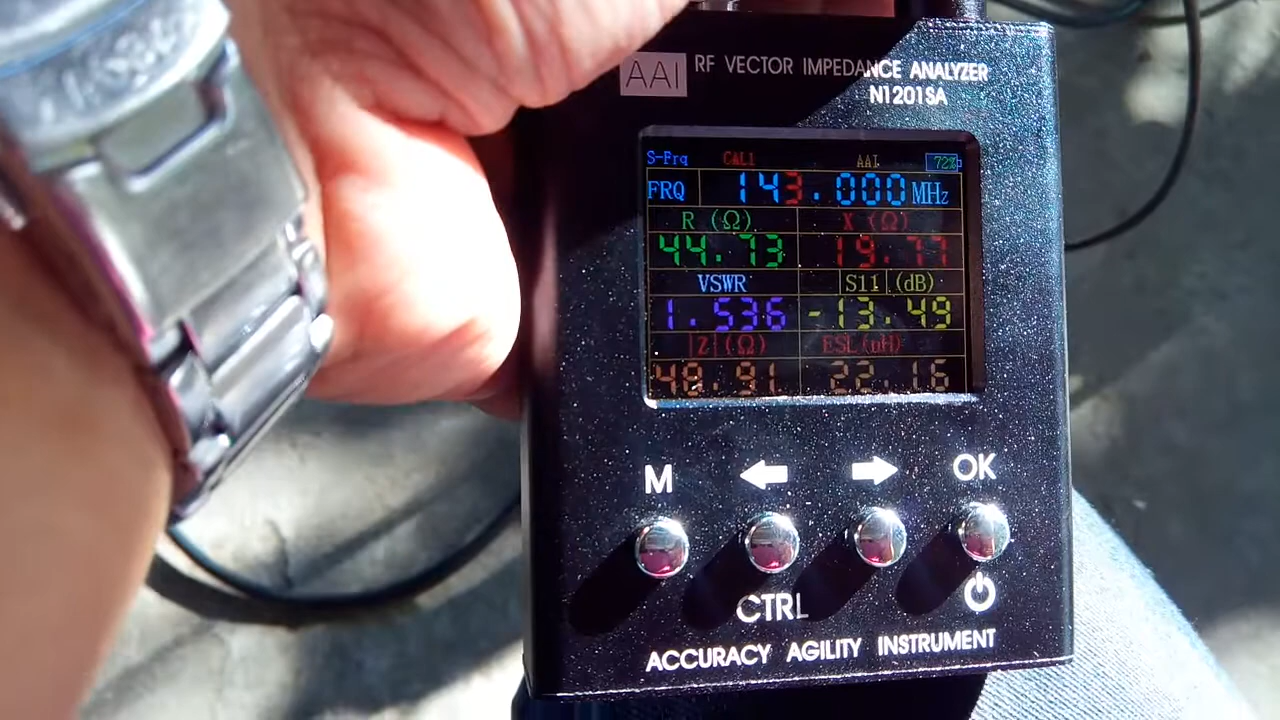 AAI RF VECTOR IMPEDANCE ANALYZER
N1201SA
S-Frq CAL1 AAI 72%
FRQ 143.000 MHz
R (Ω) X (Ω)
44.73 19.77
VSWR S11 (dB)
1.536 -13.49
|Z| (Ω) ESL(uH)
48.91 22.16
M OK
CTRL
ACCURACY AGILITY INSTRUMENT